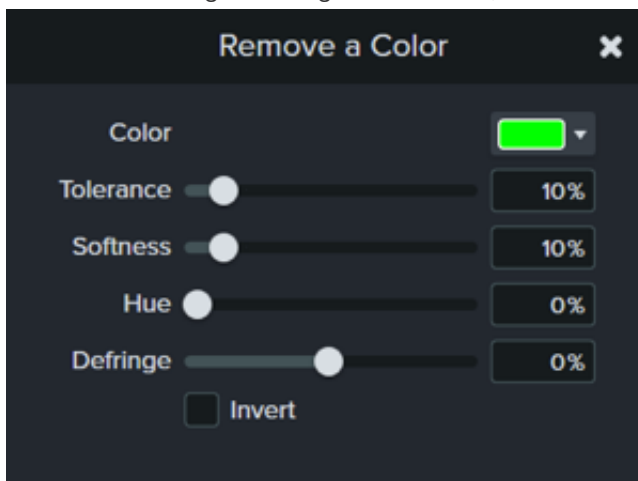 Remove a Color
Color
Tolerance 10%
Softness 10%
Hue 0%
Defringe 0%
Invert